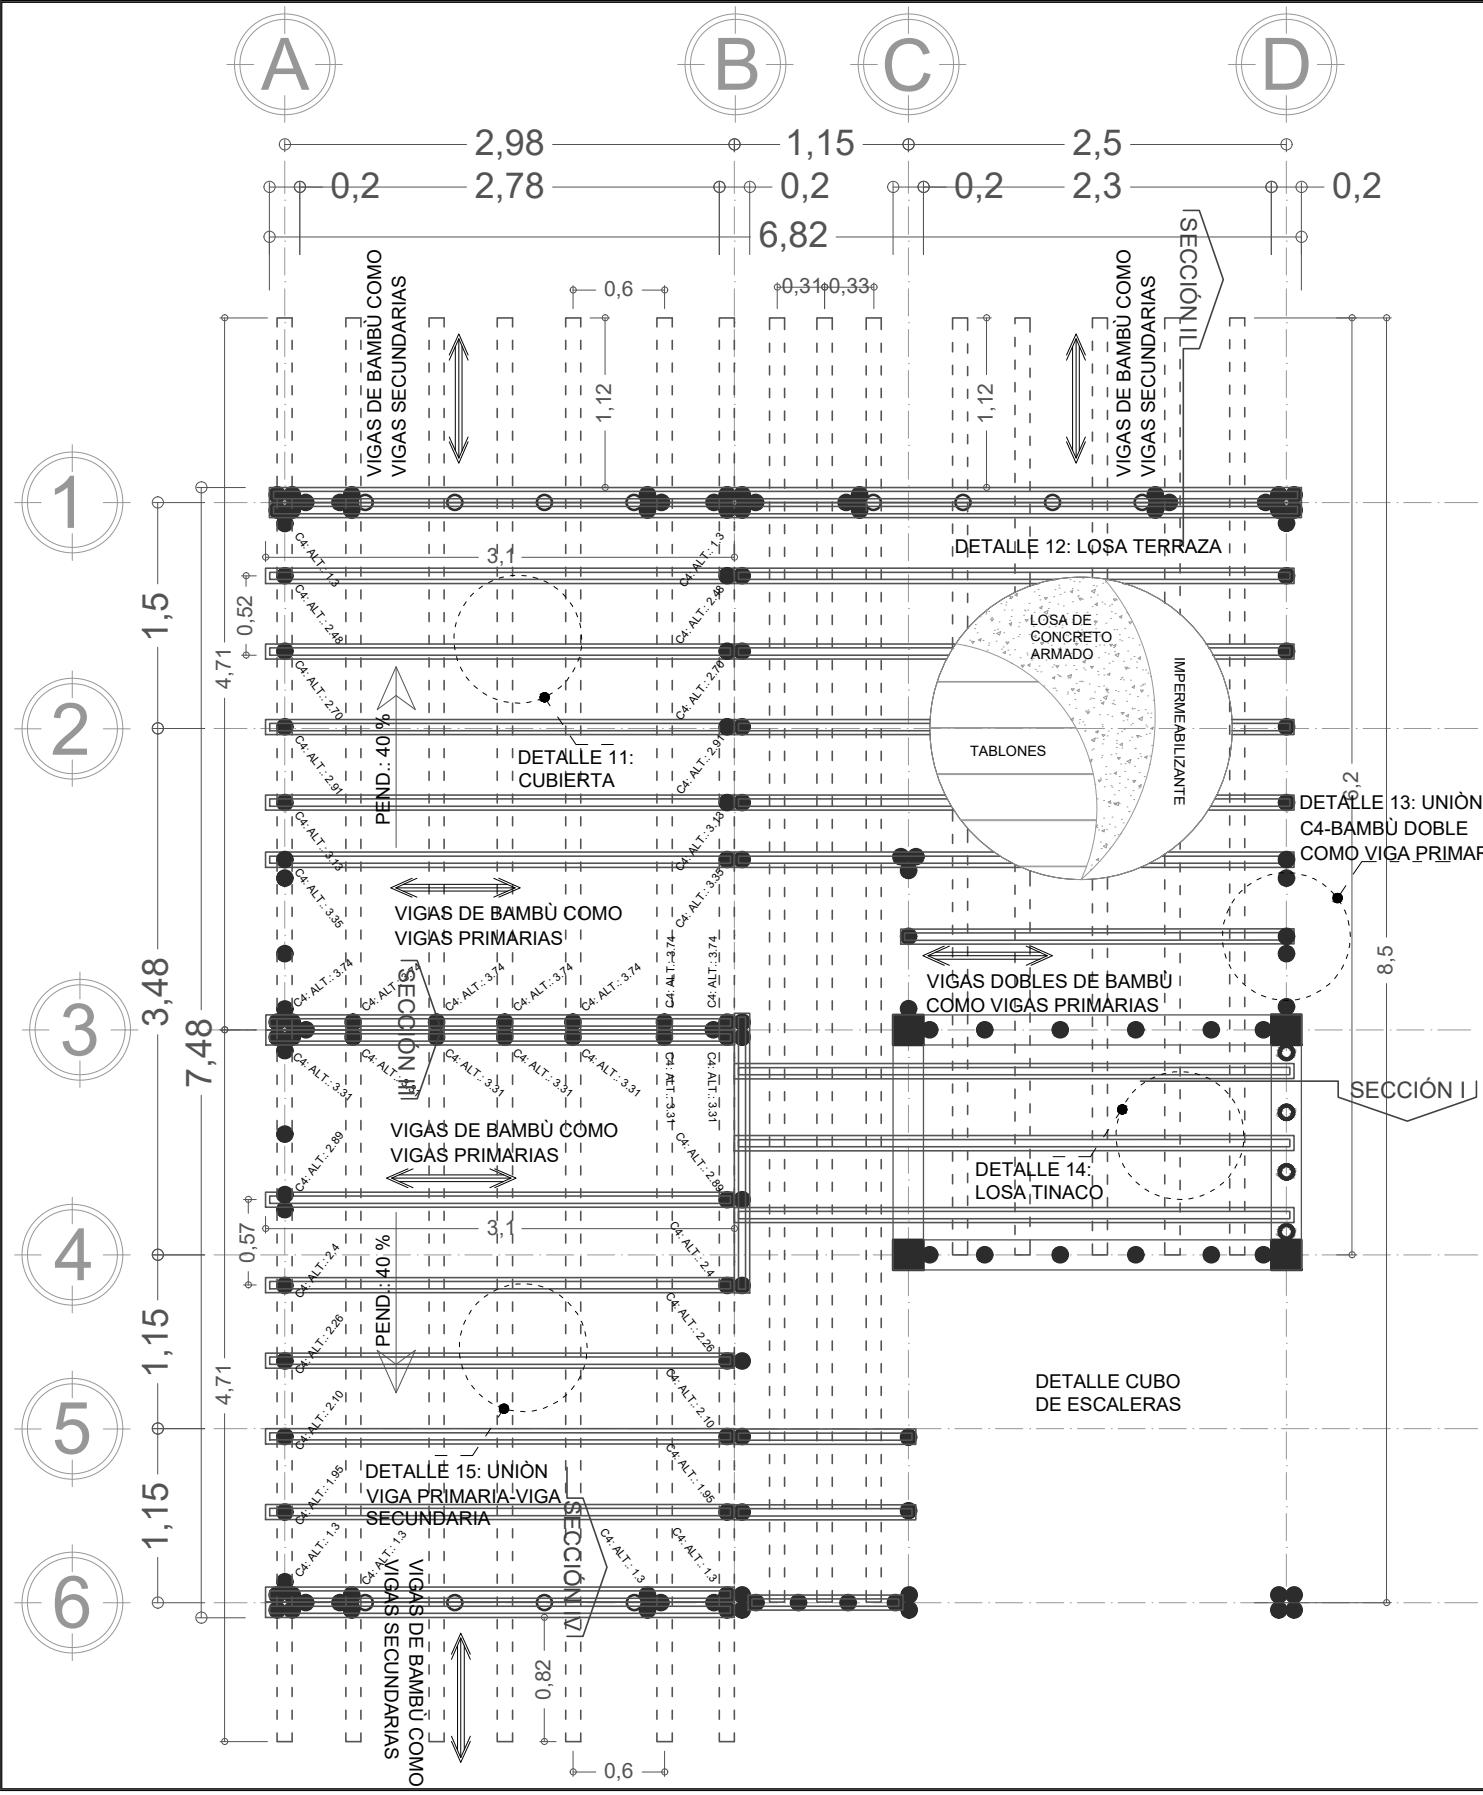 A
B
C
D
2,98
1,15
2,5
0,2
2,78
0,2
0,2
2,3
0,2
6,82
SECCIÓN II
VIGAS DE BAMBÙ COMO
VIGAS SECUNDARIAS
0,6
0,31
0,33
VIGAS DE BAMBÙ COMO
VIGAS SECUNDARIAS
1,12
1,12
1
3,1
DETALLE 12: LOSA TERRAZA
C4: ALT.: 1.3
C4: ALT.: 1.3
1,5
0,52
C4: ALT.: 2.48
C4: ALT.: 2.48
LOSA DE
CONCRETO
ARMADO
4,71
IMPERMEABILIZANTE
C4: ALT.: 2.70
C4: ALT.: 2.70
2
PEND.: 40 %
DETALLE 11:
CUBIERTA
TABLONES
C4: ALT.: 2.91
C4: ALT.: 2.91
6,2
DETALLE 13: UNIÒN
C4-BAMBÙ DOBLE
COMO VIGA PRIMAR
C4: ALT.: 3.13
C4: ALT.: 3.13
C4: ALT.: 3.35
C4: ALT.: 3.35
VIGAS DE BAMBÙ COMO
VIGAS PRIMARIAS
8,5
3,48
VIGAS DOBLES DE BAMBÙ
COMO VIGAS PRIMARIAS
C4: ALT.: 3.74
C4: ALT.: 3.74
C4: ALT.: 3.74
C4: ALT.: 3.74
C4: ALT.: 3.74
C4: ALT.: 3.74
C4: ALT.: 3.74
SECCIÓN III
3
7,48
C4: ALT.: 3.31
C4: ALT.: 3.31
C4: ALT.: 3.31
C4: ALT.: 3.31
C4: ALT.: 3.31
C4: ALT.: 3.31
C4: ALT.: 3.31
SECCIÓN I
VIGAS DE BAMBÙ COMO
VIGAS PRIMARIAS
DETALLE 14:
LOSA TINACO
C4: ALT.: 2.89
C4: ALT.: 2.89
3,1
0,57
4
PEND.: 40 %
C4: ALT.: 2.4
C4: ALT.: 2.4
1,15
C4: ALT.: 2.26
C4: ALT.: 2.26
4,71
DETALLE CUBO
DE ESCALERAS
C4: ALT.: 2.10
C4: ALT.: 2.10
5
DETALLE 15: UNIÒN
VIGA PRIMARIA-VIGA
SECUNDARIA
C4: ALT.: 1.95
C4: ALT.: 1.95
1,15
SECCIÓN IV
C4: ALT.: 1.3
C4: ALT.: 1.3
C4: ALT.: 1.3
C4: ALT.: 1.3
6
VIGAS DE BAMBÙ COMO
VIGAS SECUNDARIAS
0,82
0,6